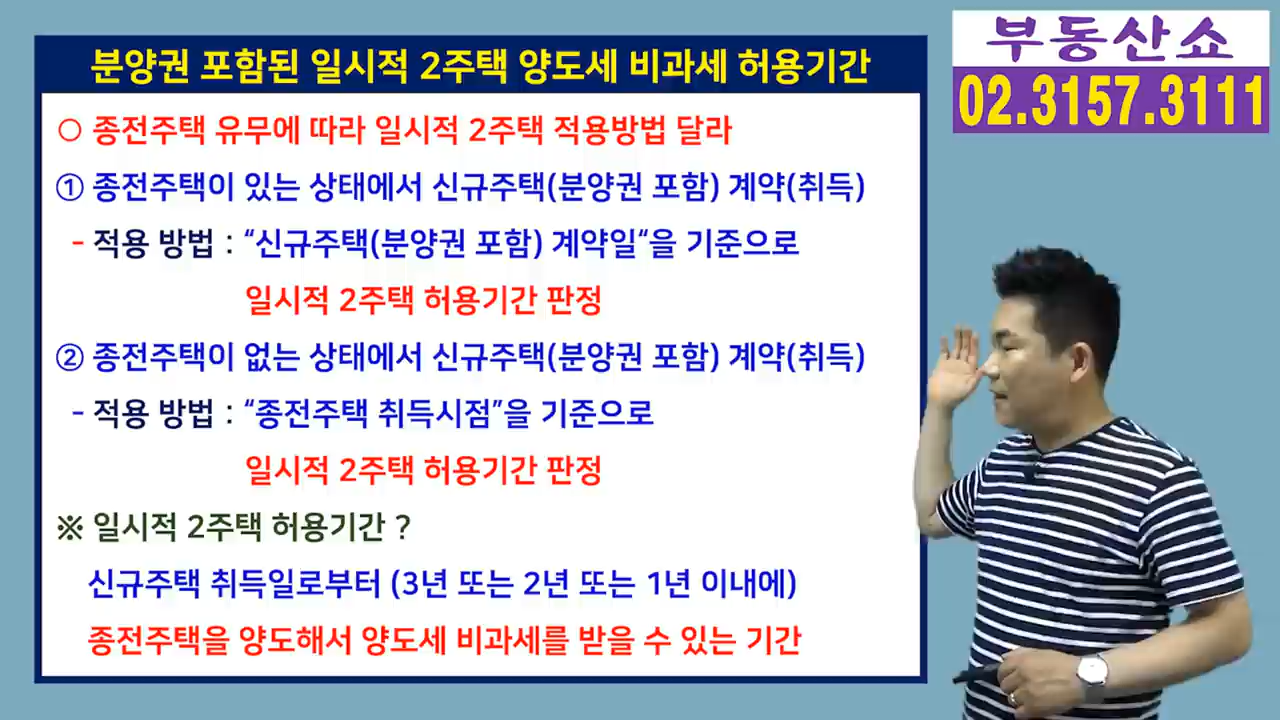 분양권 포함된 일시적 2주택 양도세 비과세 허용기간
부동산쇼
02.3157.3111
○ 종전주택 유무에 따라 일시적 2주택 적용방법 달라
① 종전주택이 있는 상태에서 신규주택(분양권 포함) 계약(취득)
- 적용 방법 : “신규주택(분양권 포함) 계약일“을 기준으로
일시적 2주택 허용기간 판정
② 종전주택이 없는 상태에서 신규주택(분양권 포함) 계약(취득)
- 적용 방법 : “종전주택 취득시점”을 기준으로
일시적 2주택 허용기간 판정
※ 일시적 2주택 허용기간 ?
신규주택 취득일로부터 (3년 또는 2년 또는 1년 이내에)
종전주택을 양도해서 양도세 비과세를 받을 수 있는 기간